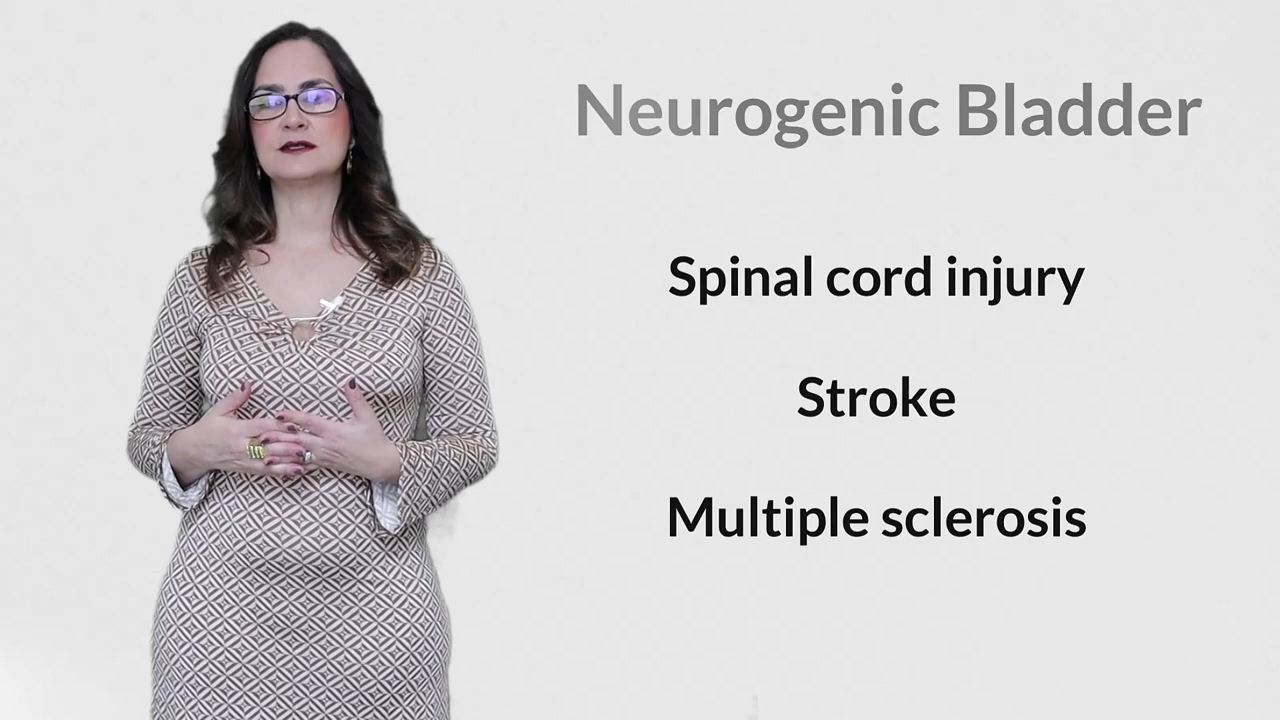 Neurogenic Bladder
Spinal cord injury
Stroke
Multiple sclerosis